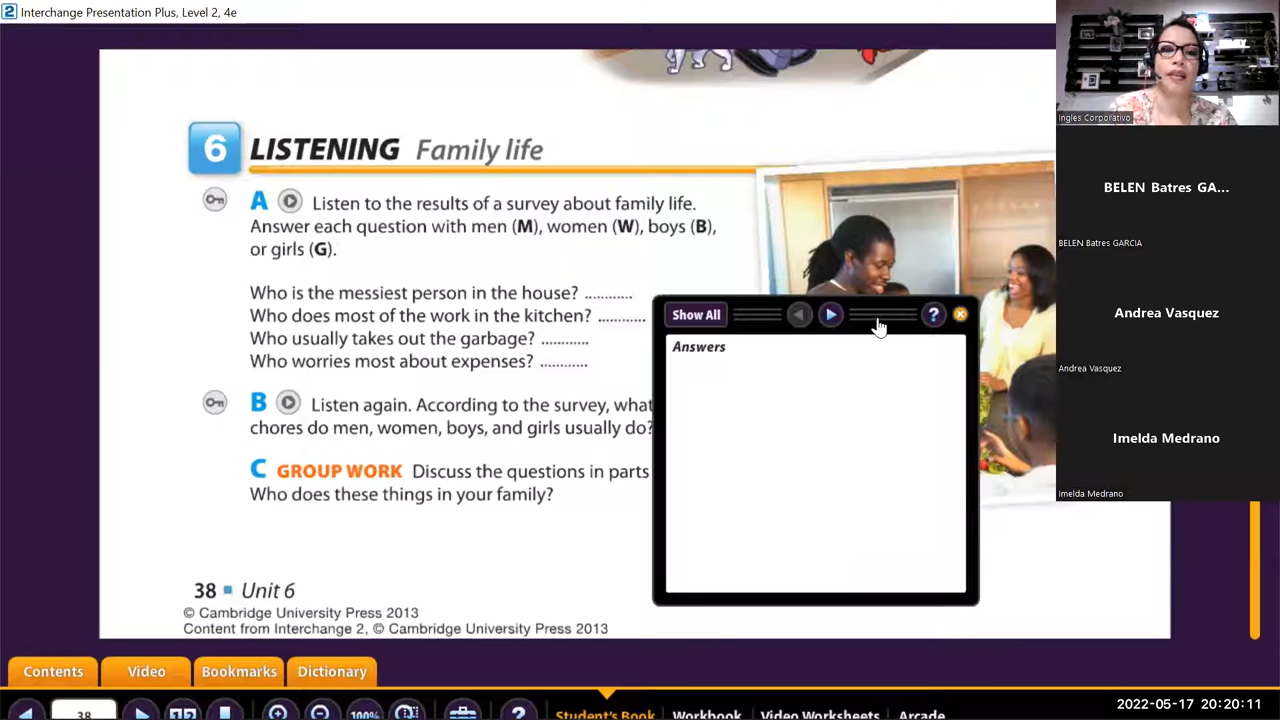 Interchange Presentation Plus, Level 2, 4e
6 LISTENING Family life
A Listen to the results of a survey about family life.
Answer each question with men (M), women (W), boys (B),
or girls (G).
Who is the messiest person in the house? ............
Who does most of the work in the kitchen? ............
Who usually takes out the garbage? ............
Who worries most about expenses? ............
B Listen again. According to the survey, what
chores do men, women, boys, and girls usually do?
C GROUP WORK Discuss the questions in parts
Who does these things in your family?
38 Unit 6
© Cambridge University Press 2013
Content from Interchange 2, © Cambridge University Press 2013
Show All
?
Answers
Ingles Corporativo
BELEN Batres GA...
BELEN Batres GARCIA
Andrea Vasquez
Andrea Vasquez
Imelda Medrano
Imelda Medrano
Contents Video Bookmarks Dictionary
38 100% ? Student's Book Workbook Video Worksheets Arcade
2022-05-17 20:20:11